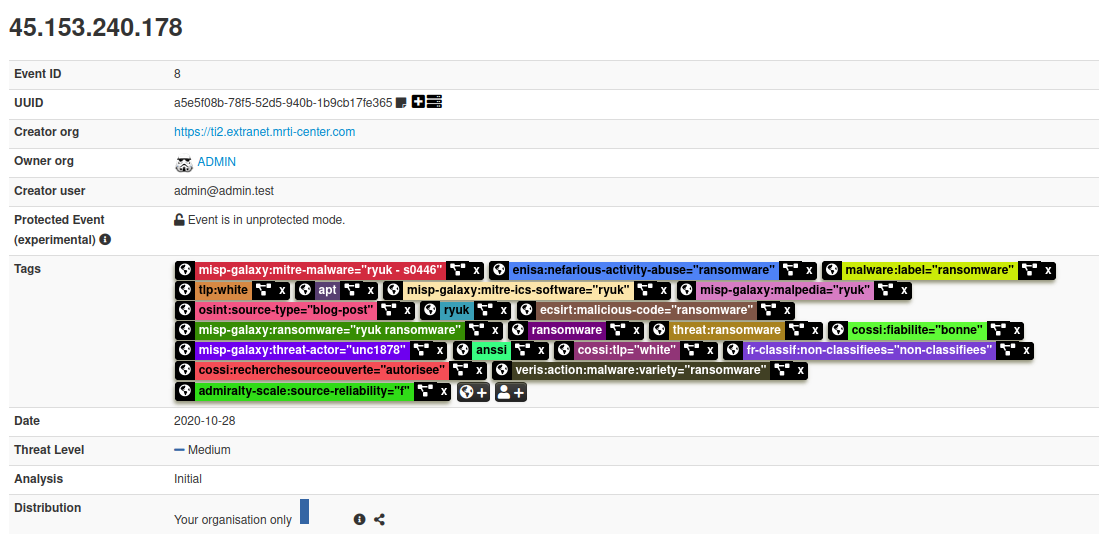 45.153.240.178
Event ID 8
UUID a5e5f08b-78f5-52d5-940b-1b9cb17fe365
Creator org https://ti2.extranet.mrti-center.com
Owner org ADMIN
Creator user admin@admin.test
Protected Event (experimental) Event is in unprotected mode.
Tags
misp-galaxy:mitre-malware="ryuk - s0446" x enisa:nefarious-activity-abuse="ransomware" x malware:label="ransomware" x
tlp:white x apt x misp-galaxy:mitre-ics-software="ryuk" x misp-galaxy:malpedia="ryuk" x
osint:source-type="blog-post" x ryuk x ecsirt:malicious-code="ransomware" x
misp-galaxy:ransomware="ryuk ransomware" x ransomware x threat:ransomware x cossi:fiabilite="bonne" x
misp-galaxy:threat-actor="unc1878" x anssi x cossi:tlp="white" x fr-classif:non-classifiees="non-classifiees" x
cossi:recherchesourceouverte="autorisee" x veris:action:malware:variety="ransomware" x
admiralty-scale:source-reliability="f" x + +
Date 2020-10-28
Threat Level Medium
Analysis Initial
Distribution Your organisation only